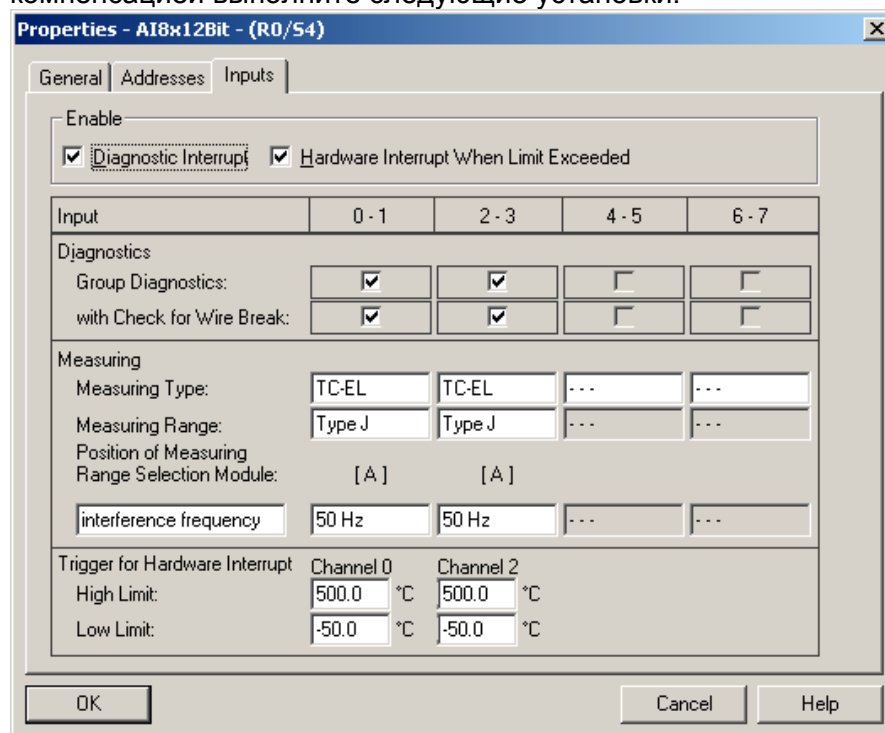 компенсацией выполните следующие установки.
Properties - AI8x12Bit - (R0/S4)
General Addresses Inputs
Enable
Diagnostic Interrupt Hardware Interrupt When Limit Exceeded
Input 0 - 1 2 - 3 4 - 5 6 - 7
Diagnostics
Group Diagnostics:
with Check for Wire Break:
Measuring
Measuring Type: TC-EL TC-EL - - - - - -
Measuring Range: Type J Type J - - - - - -
Position of Measuring
Range Selection Module: [ A ] [ A ]
interference frequency 50 Hz 50 Hz - - - - - -
Trigger for Hardware Interrupt Channel 0 Channel 2
High Limit: 500.0 °C 500.0 °C
Low Limit: -50.0 °C -50.0 °C
OK Cancel Help